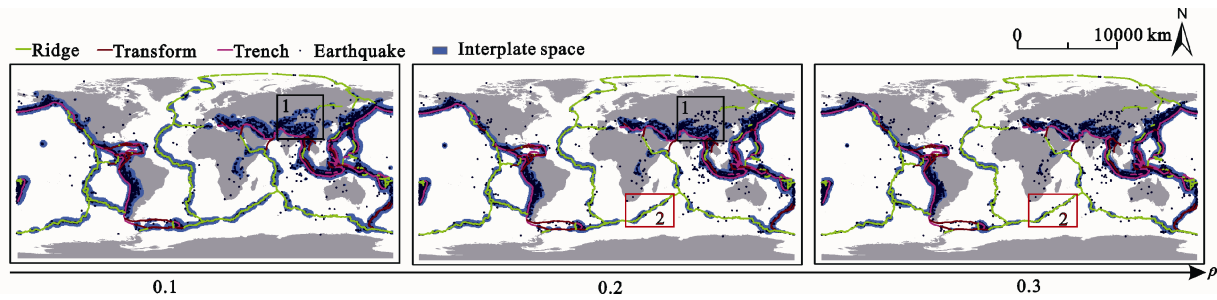 N
0 10000 km
Ridge Transform Trench Earthquake Interplate space
1
1
2
2
0.1 0.2 0.3 ρ